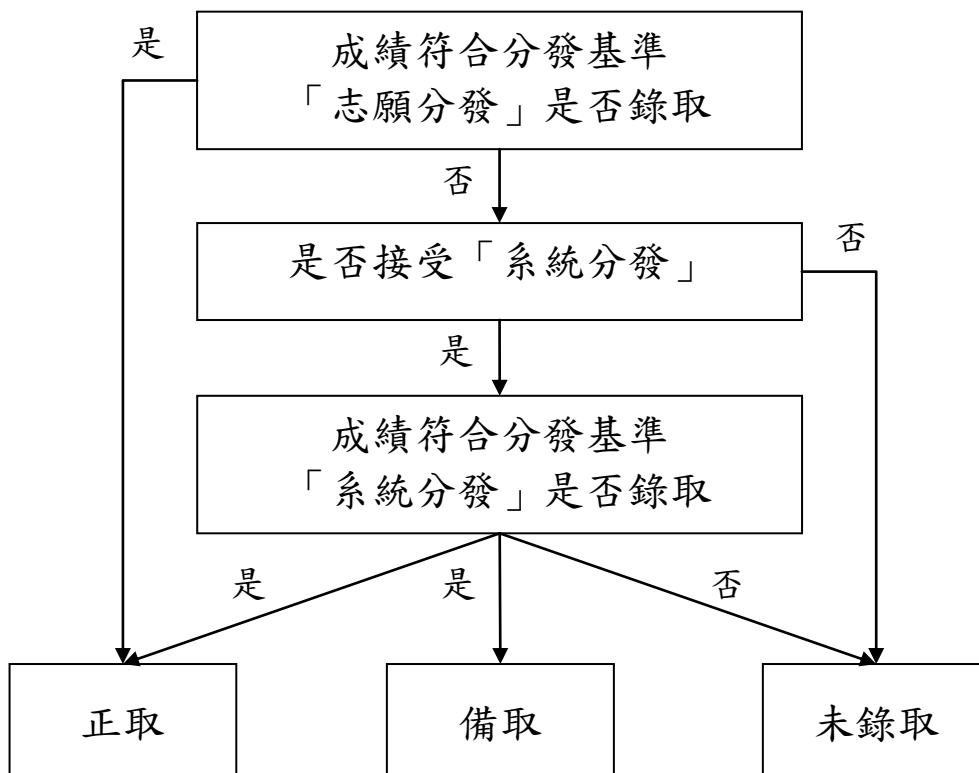 是
成績符合分發基準
「志願分發」是否錄取
否
是否接受「系統分發」
否
是
成績符合分發基準
「系統分發」是否錄取
是
是
否
正取
備取
未錄取